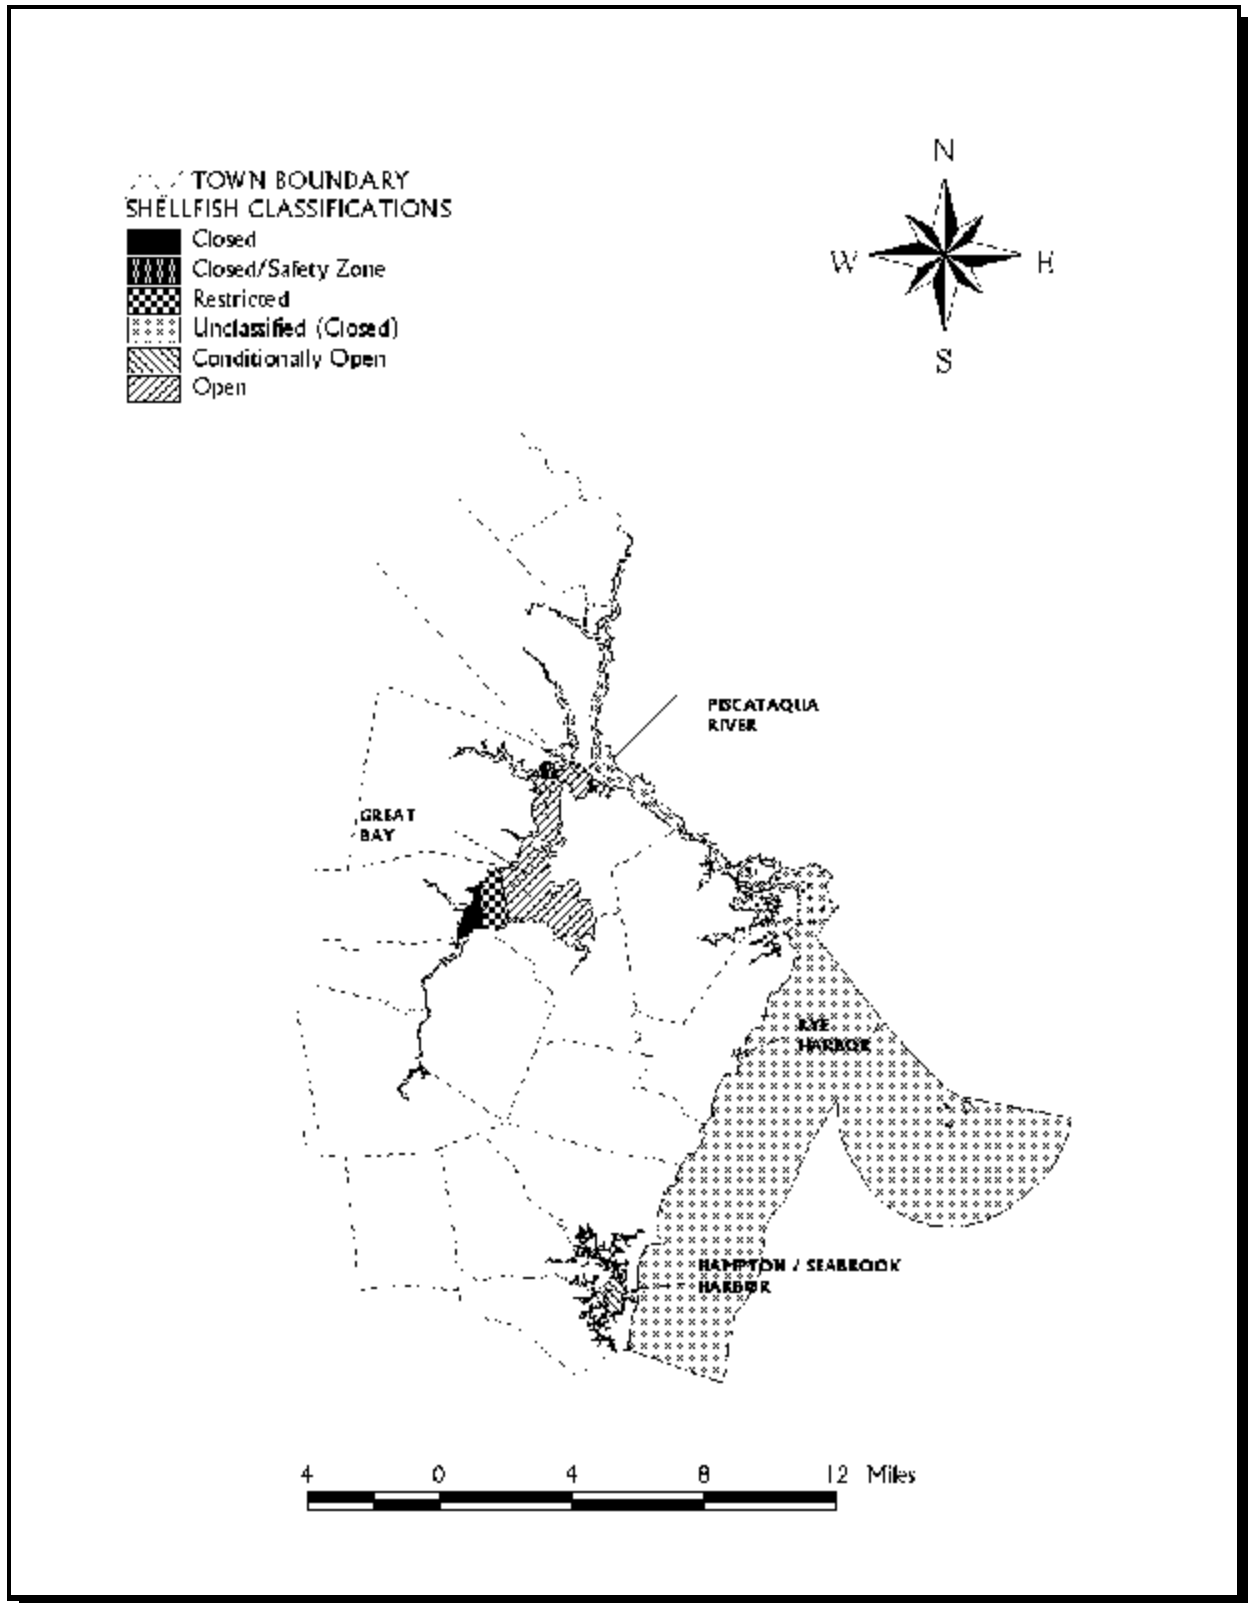 N
TOWN BOUNDARY
SHELLFISH CLASSIFICATIONS
Closed
Closed/Safety Zone
Restricted
Unclassified (Closed)
Conditionally Open
Open
W
E
S
PISCATAQUA
RIVER
GREAT
BAY
RYE
HARBOR
HAMPTON / SEABROOK
HARBOR
4 0 4 8 12 Miles